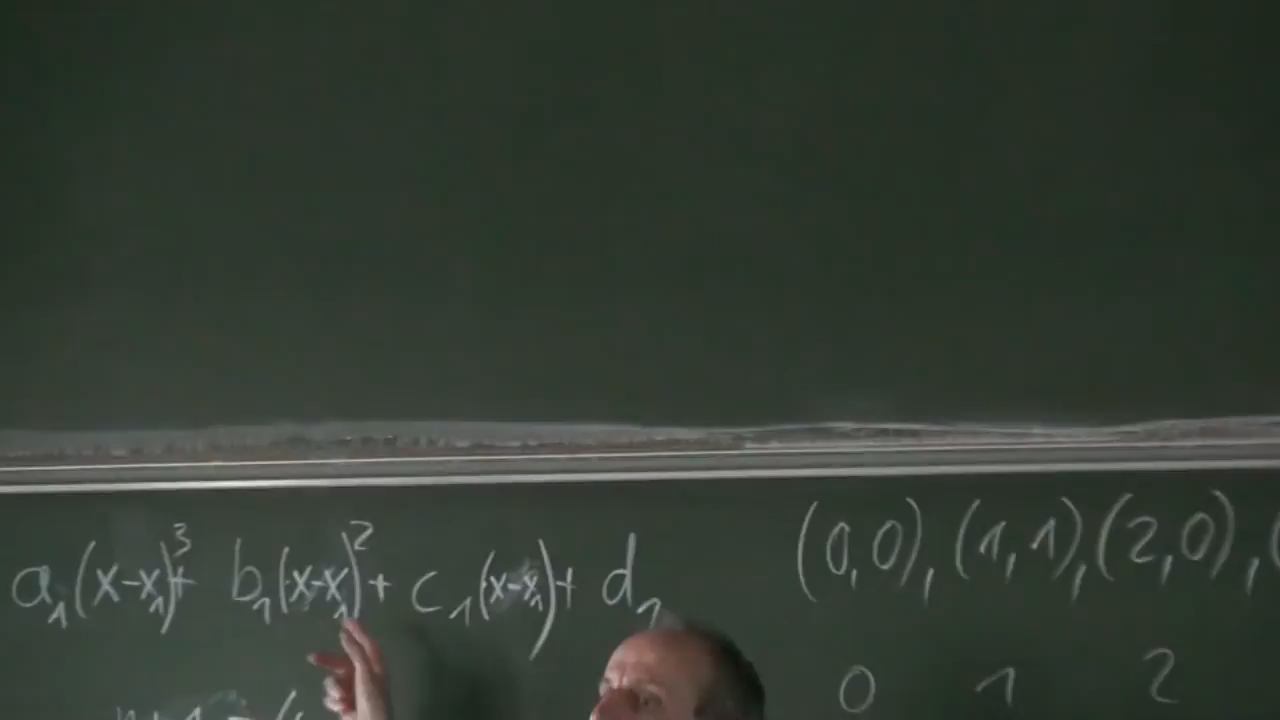 a₁(x-x₁)³+ b₁(x-x₁)²+ c₁(x-x₁)+ d₁
(0,0), (1,1), (2,0), (
0 1 2